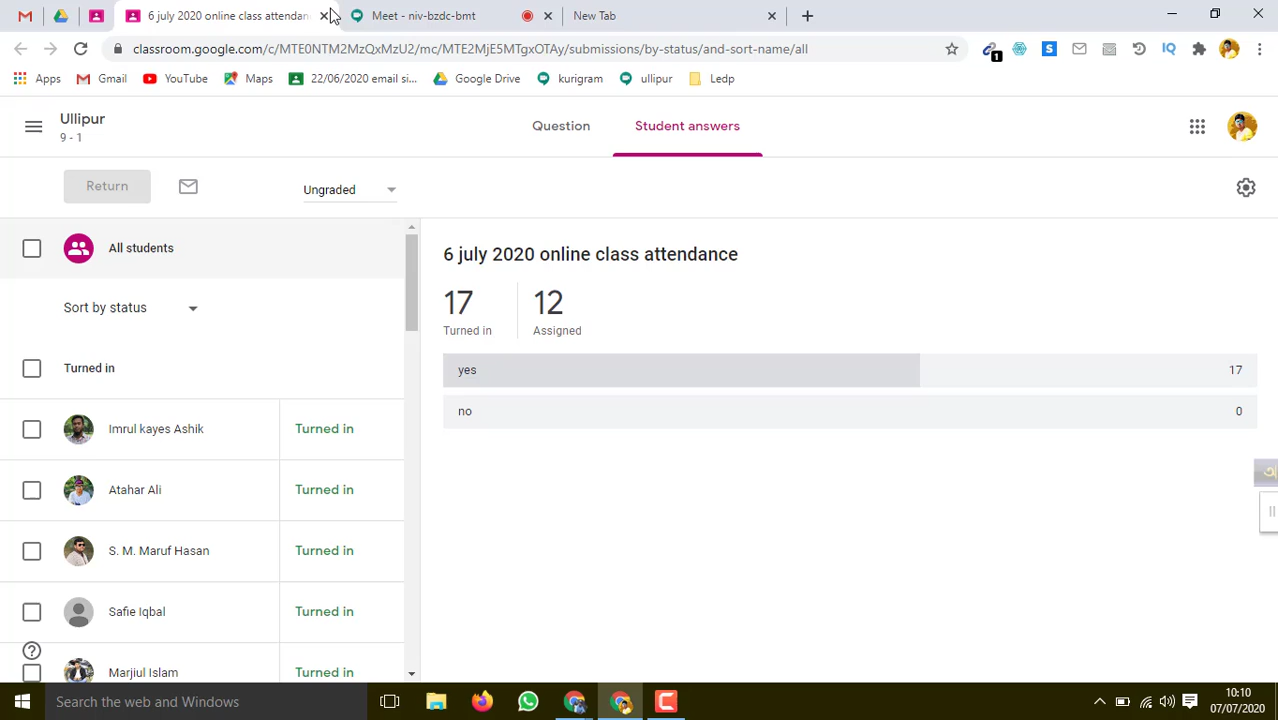 6 july 2020 online class attendan
Meet - niv-bzdc-bmt
New Tab
classroom.google.com/c/MTE0NTM2MzQxMzU2/mc/MTE2MjE5MTgxOTAy/submissions/by-status/and-sort-name/all
1
IQ
Apps
Gmail
YouTube
Maps
22/06/2020 email si...
Google Drive
kurigram
ullipur
Ledp
Ullipur
9 - 1
Question
Student answers
Return
Ungraded
All students
6 july 2020 online class attendance
17
12
Turned in
Assigned
Sort by status
yes
17
Turned in
no
0
Imrul kayes Ashik
Turned in
Atahar Ali
Turned in
S. M. Maruf Hasan
Turned in
Safie Iqbal
Turned in
Marjiul Islam
Turned in
Search the web and Windows
10:10
07/07/2020